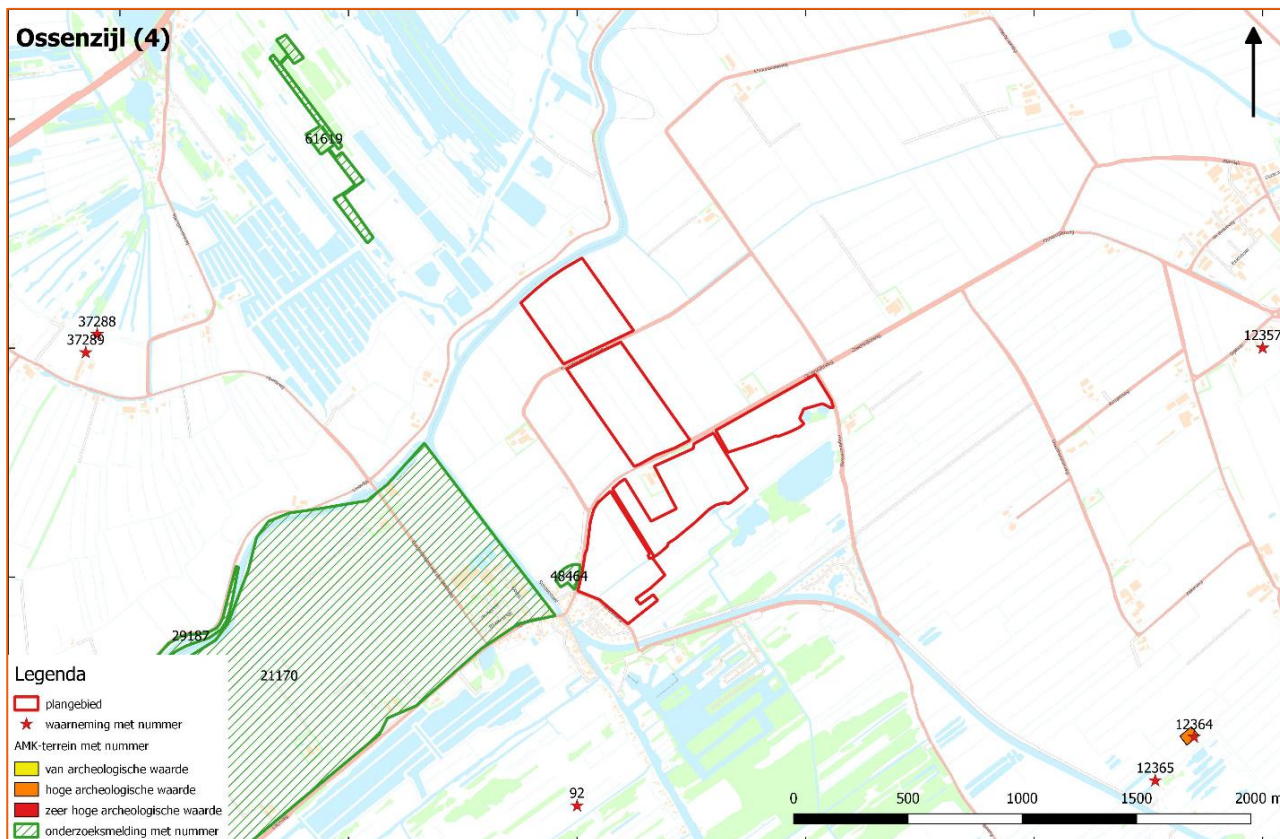 Ossenzijl (4)
61619
37288
37289
12357
48464
29187
21170
12364
12365
92
Legenda
plangebied
waarneming met nummer
AMK-terrein met nummer
van archeologische waarde
hoge archeologische waarde
zeer hoge archeologische waarde
onderzoeksmelding met nummer
0 500 1000 1500 2000 m